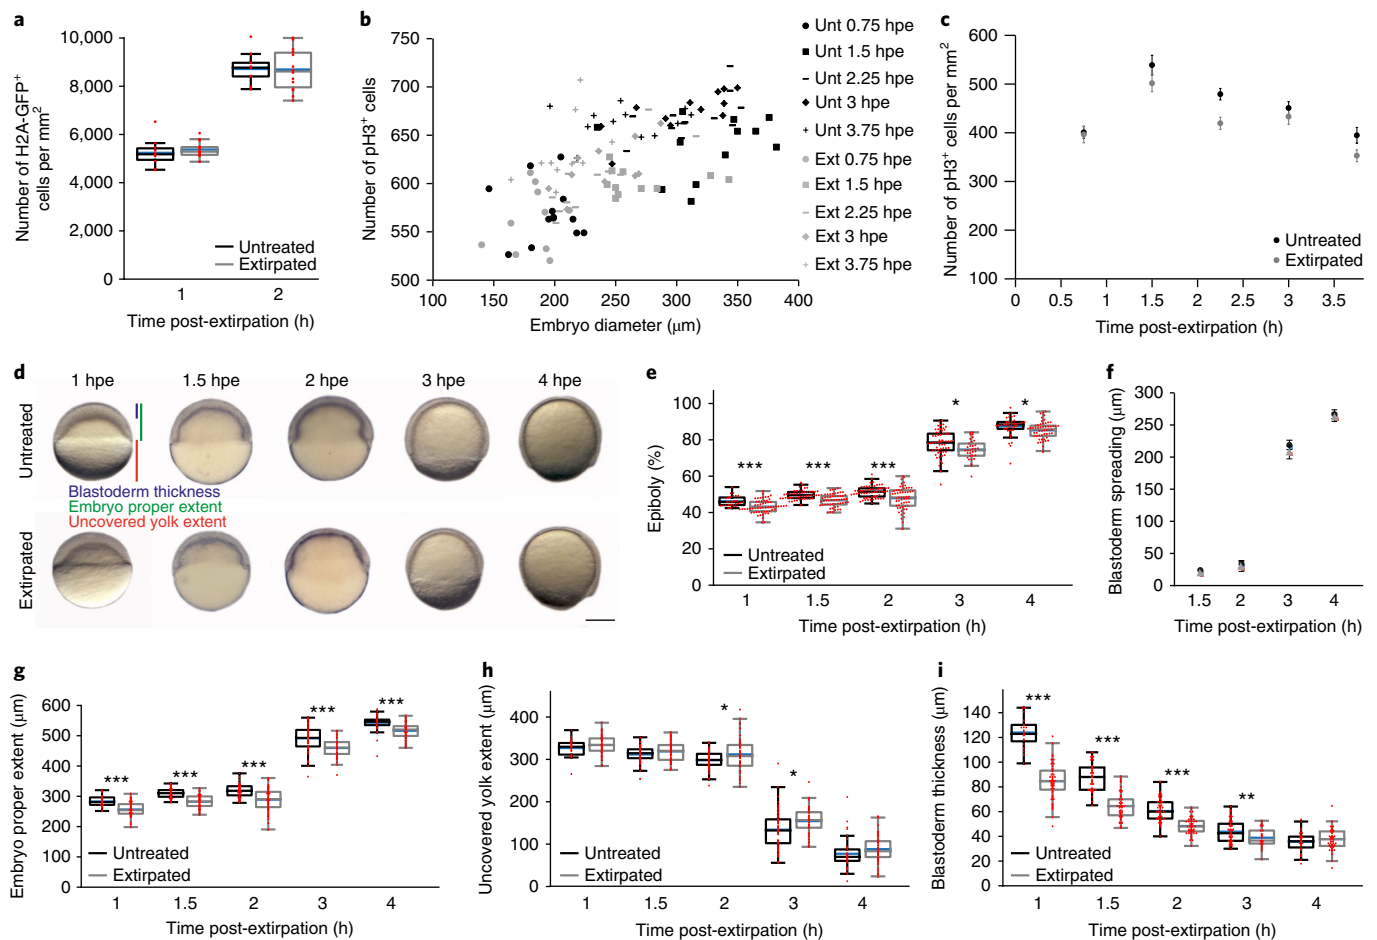 a
Number of H2A-GFP⁺
cells per mm²
10,000
8,000
6,000
4,000
2,000
0
Untreated
Extirpated
1
2
Time post-extirpation (h)
b
Number of pH3⁺ cells
750
700
650
600
550
500
100
150
200
250
300
350
400
Embryo diameter (μm)
Unt 0.75 hpe
Unt 1.5 hpe
Unt 2.25 hpe
Unt 3 hpe
Unt 3.75 hpe
Ext 0.75 hpe
Ext 1.5 hpe
Ext 2.25 hpe
Ext 3 hpe
Ext 3.75 hpe
c
Number of pH3⁺ cells per mm²
600
500
400
300
200
100
Untreated
Extirpated
0
0.5
1
1.5
2
2.5
3
3.5
Time post-extirpation (h)
d
1 hpe
1.5 hpe
2 hpe
3 hpe
4 hpe
Untreated
Blastoderm thickness
Embryo proper extent
Uncovered yolk extent
Extirpated
e
Epiboly (%)
100
80
60
40
20
0
***
***
***
*
*
Untreated
Extirpated
1
1.5
2
3
4
Time post-extirpation (h)
f
Blastoderm spreading (μm)
300
250
200
150
100
50
0
1.5
2
3
4
Time post-extirpation (h)
g
Embryo proper extent (μm)
600
500
400
300
200
100
0
***
***
***
***
***
Untreated
Extirpated
1
1.5
2
3
4
Time post-extirpation (h)
h
Uncovered yolk extent (μm)
400
300
200
100
0
*
*
Untreated
Extirpated
1
1.5
2
3
4
Time post-extirpation (h)
i
Blastoderm thickness (μm)
140
120
100
80
60
40
20
0
***
***
***
**
Untreated
Extirpated
1
1.5
2
3
4
Time post-extirpation (h)